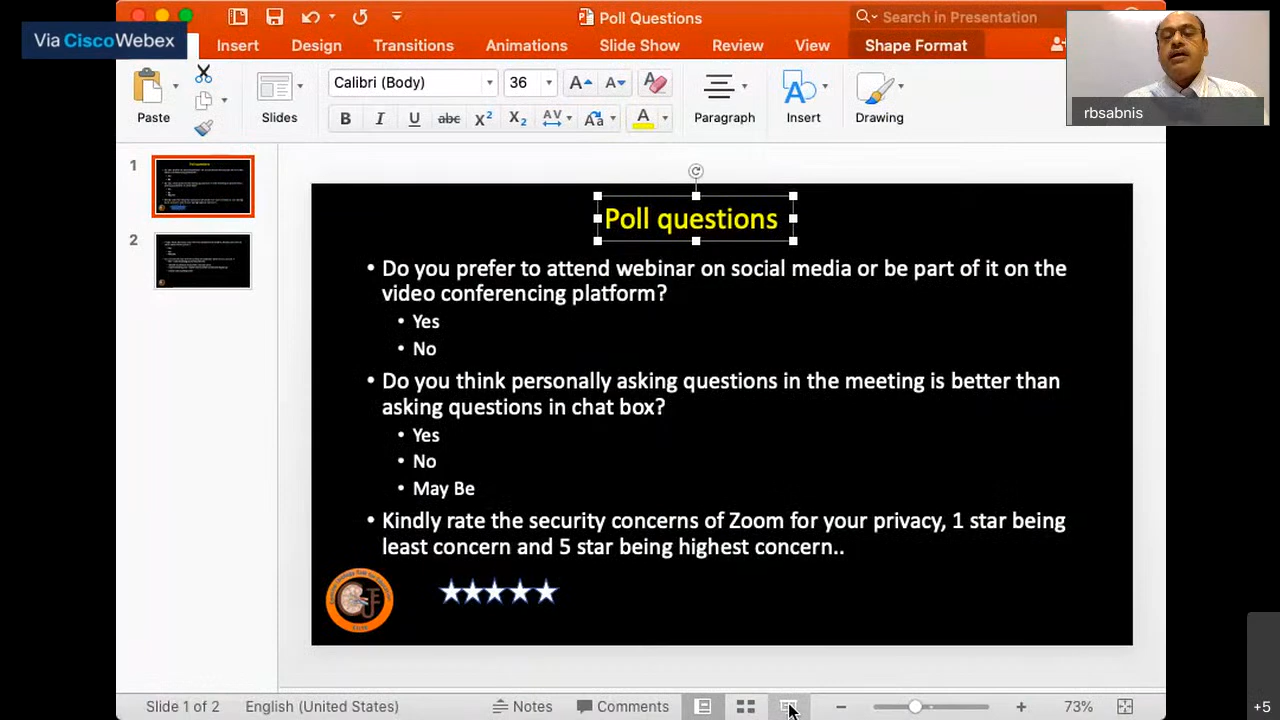 Via CiscoWebex
Poll Questions
Search in Presentation
Insert
Design
Transitions
Animations
Slide Show
Review
View
Shape Format
rbsabnis
Paste
Slides
Calibri (Body)
36
Paragraph
Insert
Drawing
1
2
Poll questions
• Do you prefer to attend webinar on social media or be part of it on the
video conferencing platform?
• Yes
• No
• Do you think personally asking questions in the meeting is better than
asking questions in chat box?
• Yes
• No
• May Be
• Kindly rate the security concerns of Zoom for your privacy, 1 star being
least concern and 5 star being highest concern..
Slide 1 of 2
English (United States)
Notes
Comments
73%
+5